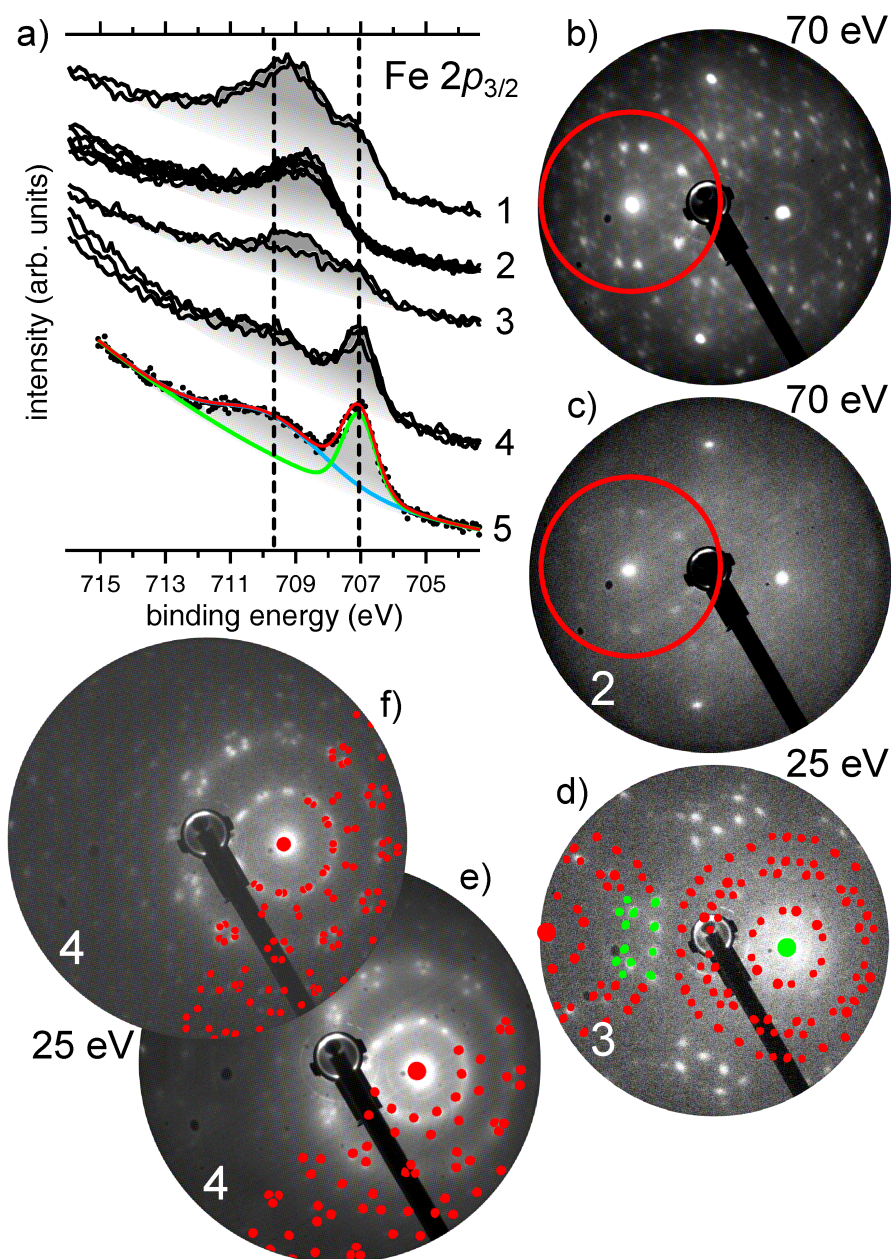 a)
Fe 2p3/2
intensity (arb. units)
1
2
3
4
5
715 713 711 709 707 705
binding energy (eV)
b)
70 eV
c)
70 eV
2
d)
25 eV
3
f)
4
e)
25 eV
4